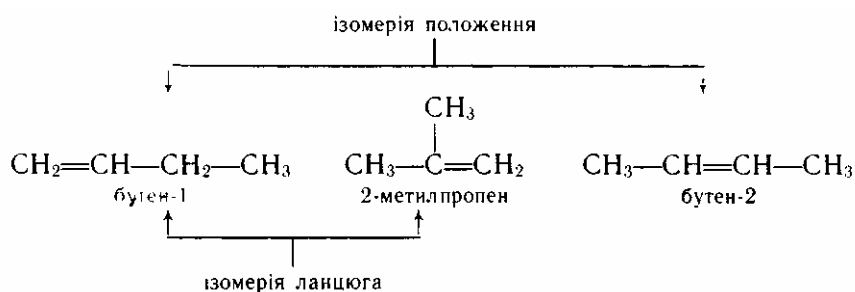 ізомерія положення
CH₃
CH₂=CH—CH₂—CH₃ CH₃—C=CH₂ CH₃—CH=CH—CH₃
бутен-1 2-метилпропен бутен-2
ізомерія ланцюга